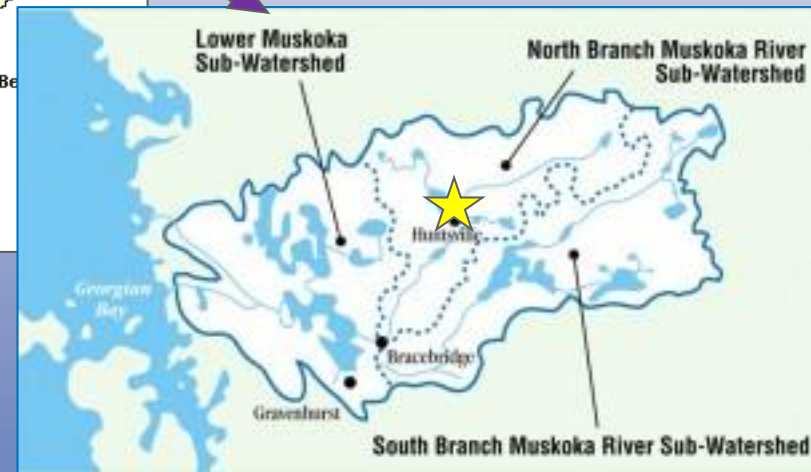 Be
Lower Muskoka
Sub-Watershed
North Branch Muskoka River
Sub-Watershed
Huntsville
Georgian
Bay
Bracebridge
Gravenhurst
South Branch Muskoka River Sub-Watershed